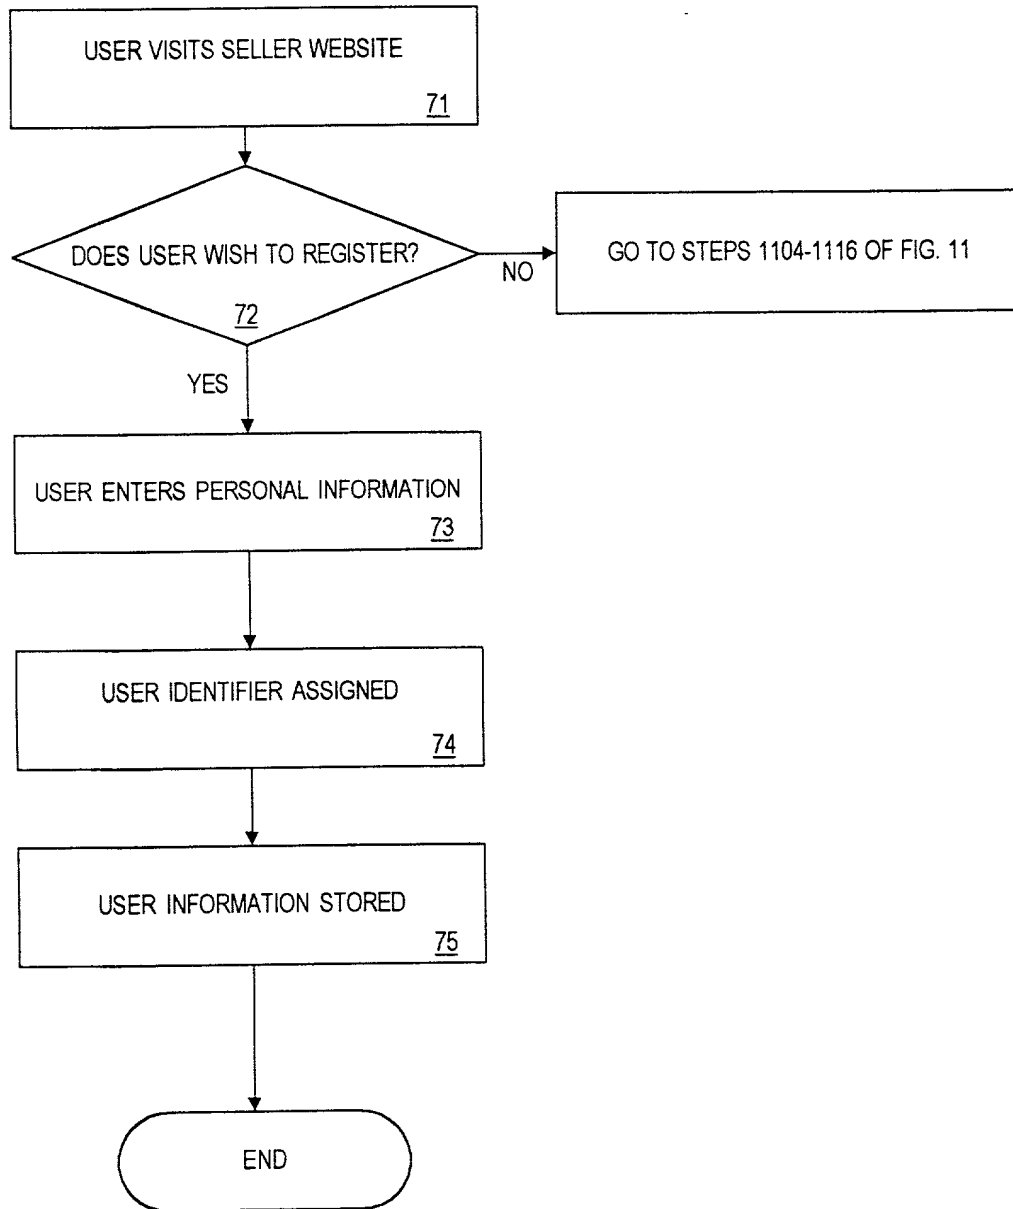 USER VISITS SELLER WEBSITE
71
DOES USER WISH TO REGISTER?
72
NO
GO TO STEPS 1104-1116 OF FIG. 11
YES
USER ENTERS PERSONAL INFORMATION
73
USER IDENTIFIER ASSIGNED
74
USER INFORMATION STORED
75
END